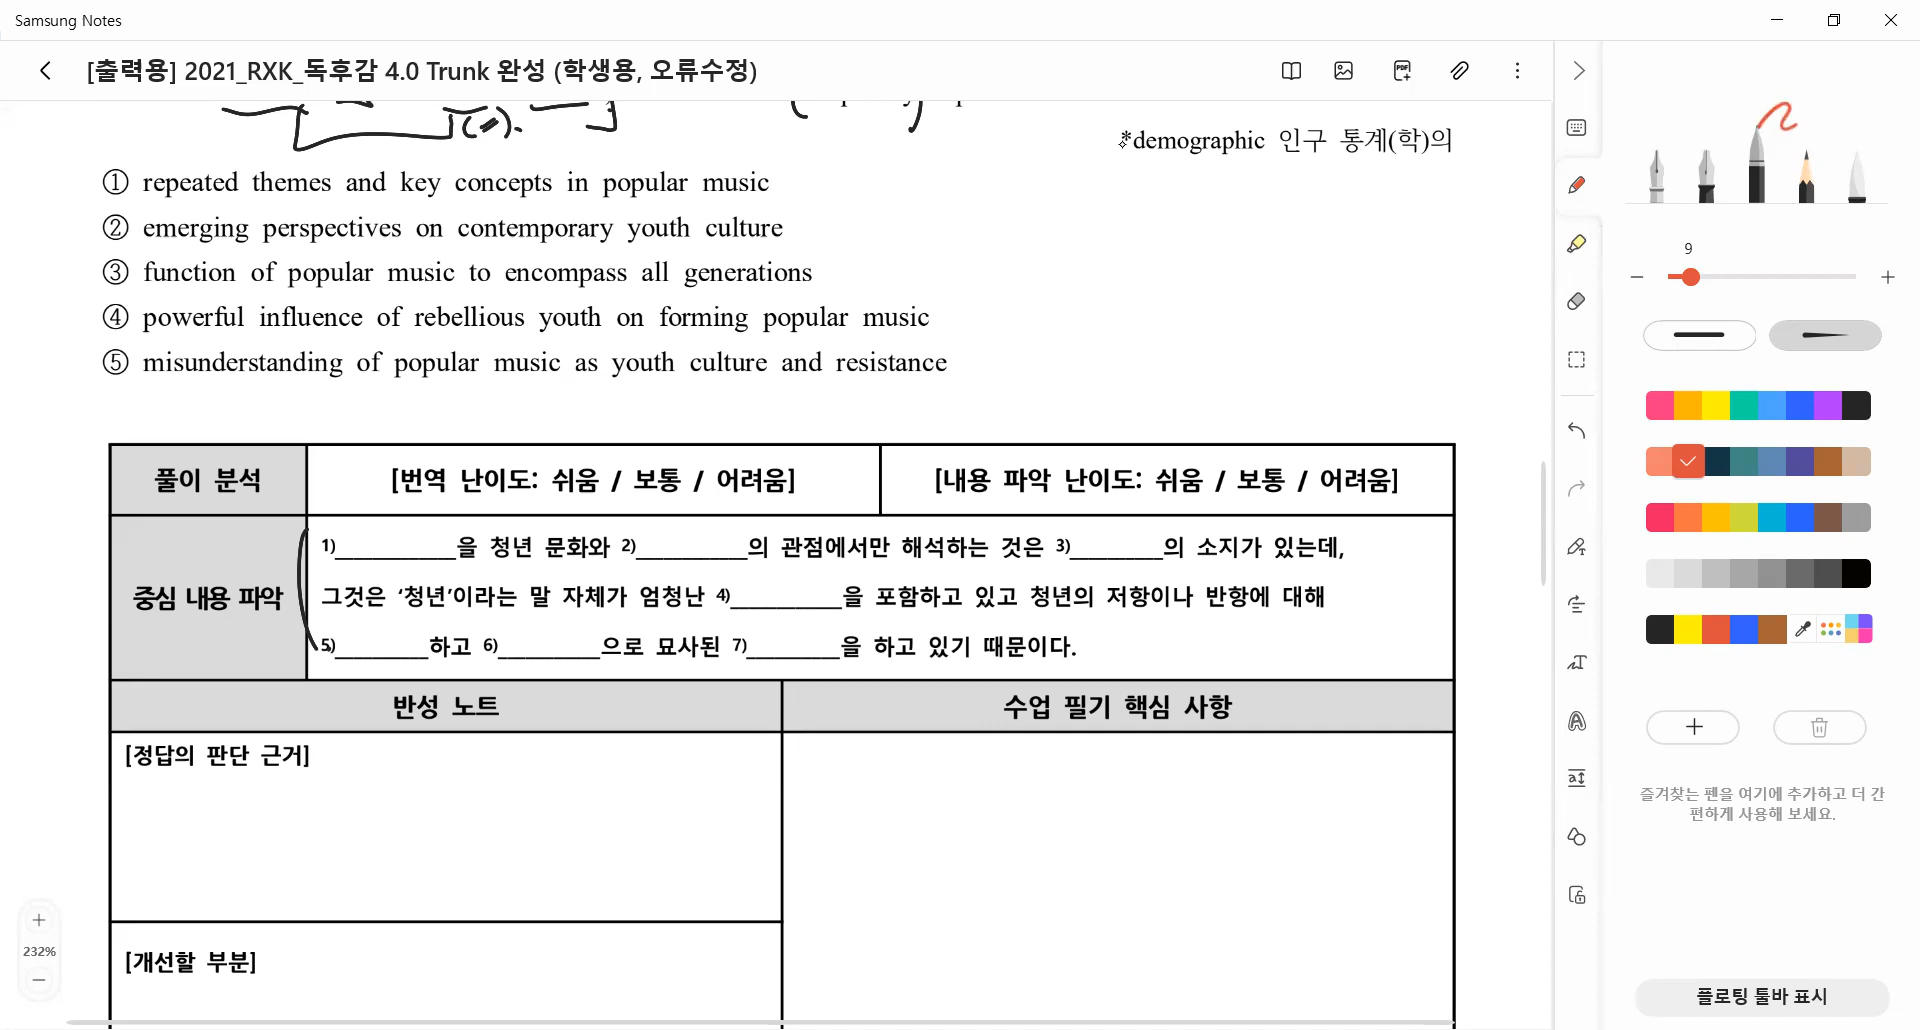 Samsung Notes
[출력용] 2021_RXK_독후감 4.0 Trunk 완성 (학생용, 오류수정)
*demographic 인구 통계(학)의
① repeated themes and key concepts in popular music
② emerging perspectives on contemporary youth culture
③ function of popular music to encompass all generations
④ powerful influence of rebellious youth on forming popular music
⑤ misunderstanding of popular music as youth culture and resistance
풀이 분석 [번역 난이도: 쉬움 / 보통 / 어려움] [내용 파악 난이도: 쉬움 / 보통 / 어려움]
중심 내용 파악
1)__________을 청년 문화와 2)__________의 관점에서만 해석하는 것은 3)________의 소지가 있는데,
그것은 ‘청년’이라는 말 자체가 엄청난 4)__________을 포함하고 있고 청년의 저항이나 반항에 대해
5)________하고 6)_________으로 묘사된 7)________을 하고 있기 때문이다.
반성 노트 수업 필기 핵심 사항
[정답의 판단 근거]
[개선할 부분]
232%
9
PDF
즐겨찾는 펜을 여기에 추가하고 더 간
편하게 사용해 보세요.
플로팅 툴바 표시